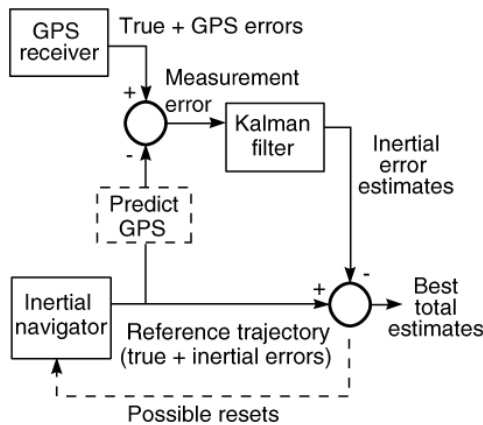 GPS
receiver
True + GPS errors
Measurement
error
+
-
Kalman
filter
Predict
GPS
Inertial
error
estimates
Inertial
navigator
+
-
Best
total
estimates
Reference trajectory
(true + inertial errors)
Possible resets